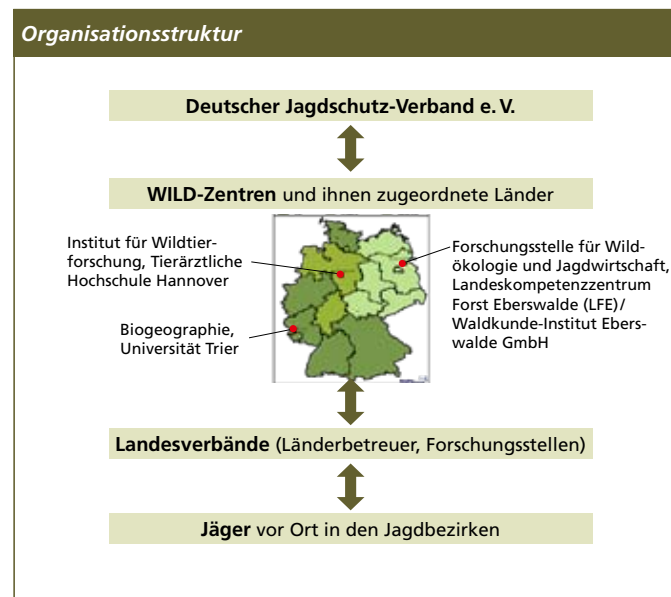 Organisationsstruktur
Deutscher Jagdschutz-Verband e. V.
WILD-Zentren und ihnen zugeordnete Länder
Institut für Wildtier-
forschung, Tierärztliche
Hochschule Hannover
Biogeographie,
Universität Trier
Forschungsstelle für Wild-
ökologie und Jagdwirtschaft,
Landeskompetenzzentrum
Forst Eberswalde (LFE)/
Waldkunde-Institut Ebers-
walde GmbH
Landesverbände (Länderbetreuer, Forschungsstellen)
Jäger vor Ort in den Jagdbezirken